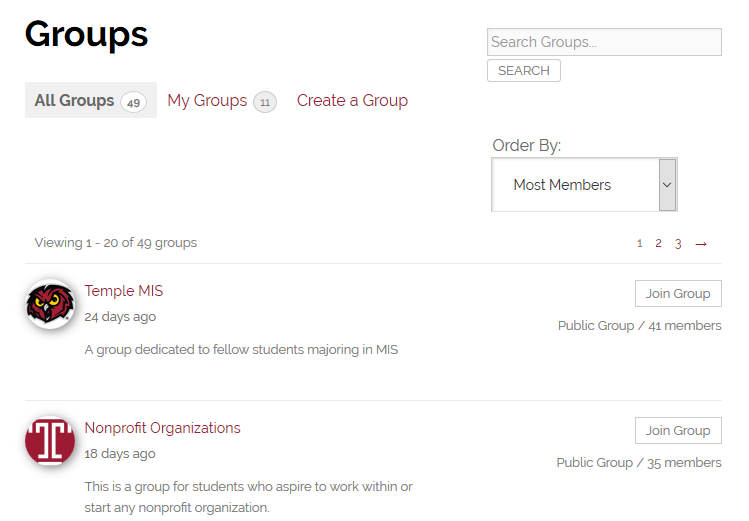 Groups
Search Groups...
SEARCH
All Groups 49 My Groups 11 Create a Group
Order By:
Most Members
Viewing 1 - 20 of 49 groups
1 2 3 →
Temple MIS
Join Group
24 days ago
Public Group / 41 members
A group dedicated to fellow students majoring in MIS
Nonprofit Organizations
Join Group
18 days ago
Public Group / 35 members
This is a group for students who aspire to work within or
start any nonprofit organization.